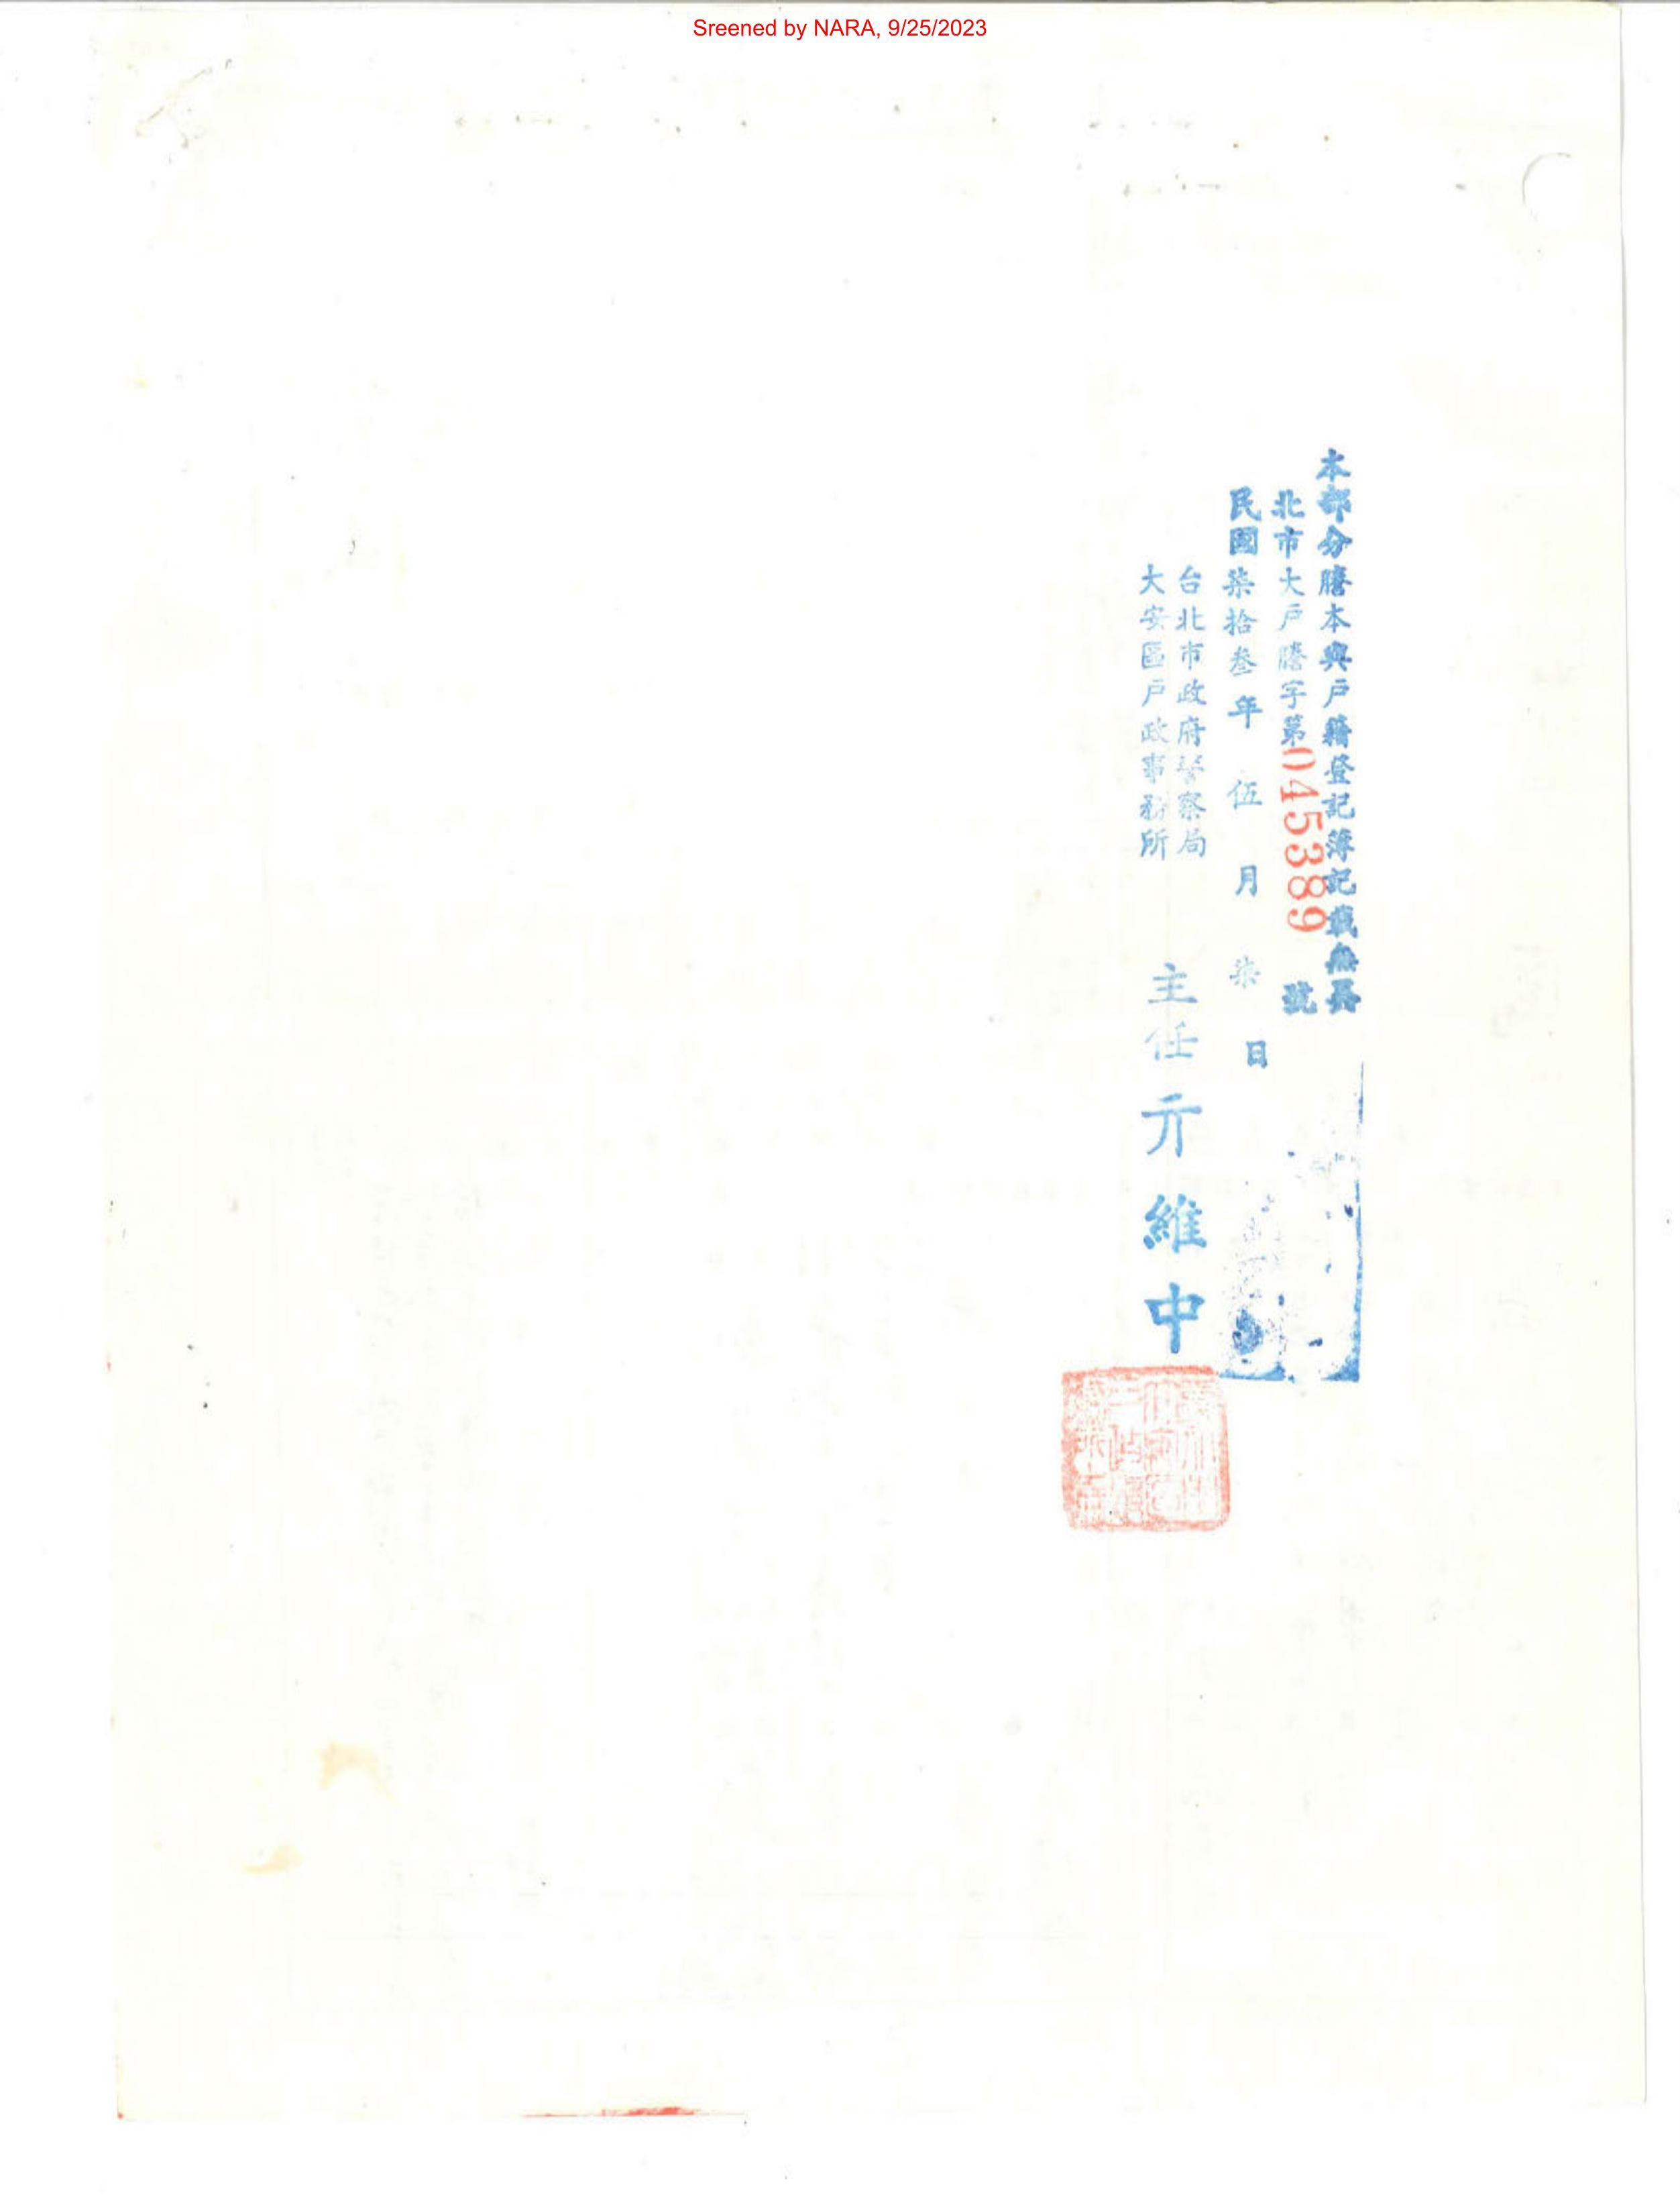 Sreened by NARA, 9/25/2023
本部分謄本與戶籍登記簿記載無異
北市大戶謄字第045389號
民國柒拾叁年伍月柒日
台北市政府警察局
大安區戶政事務所
主任亓維中